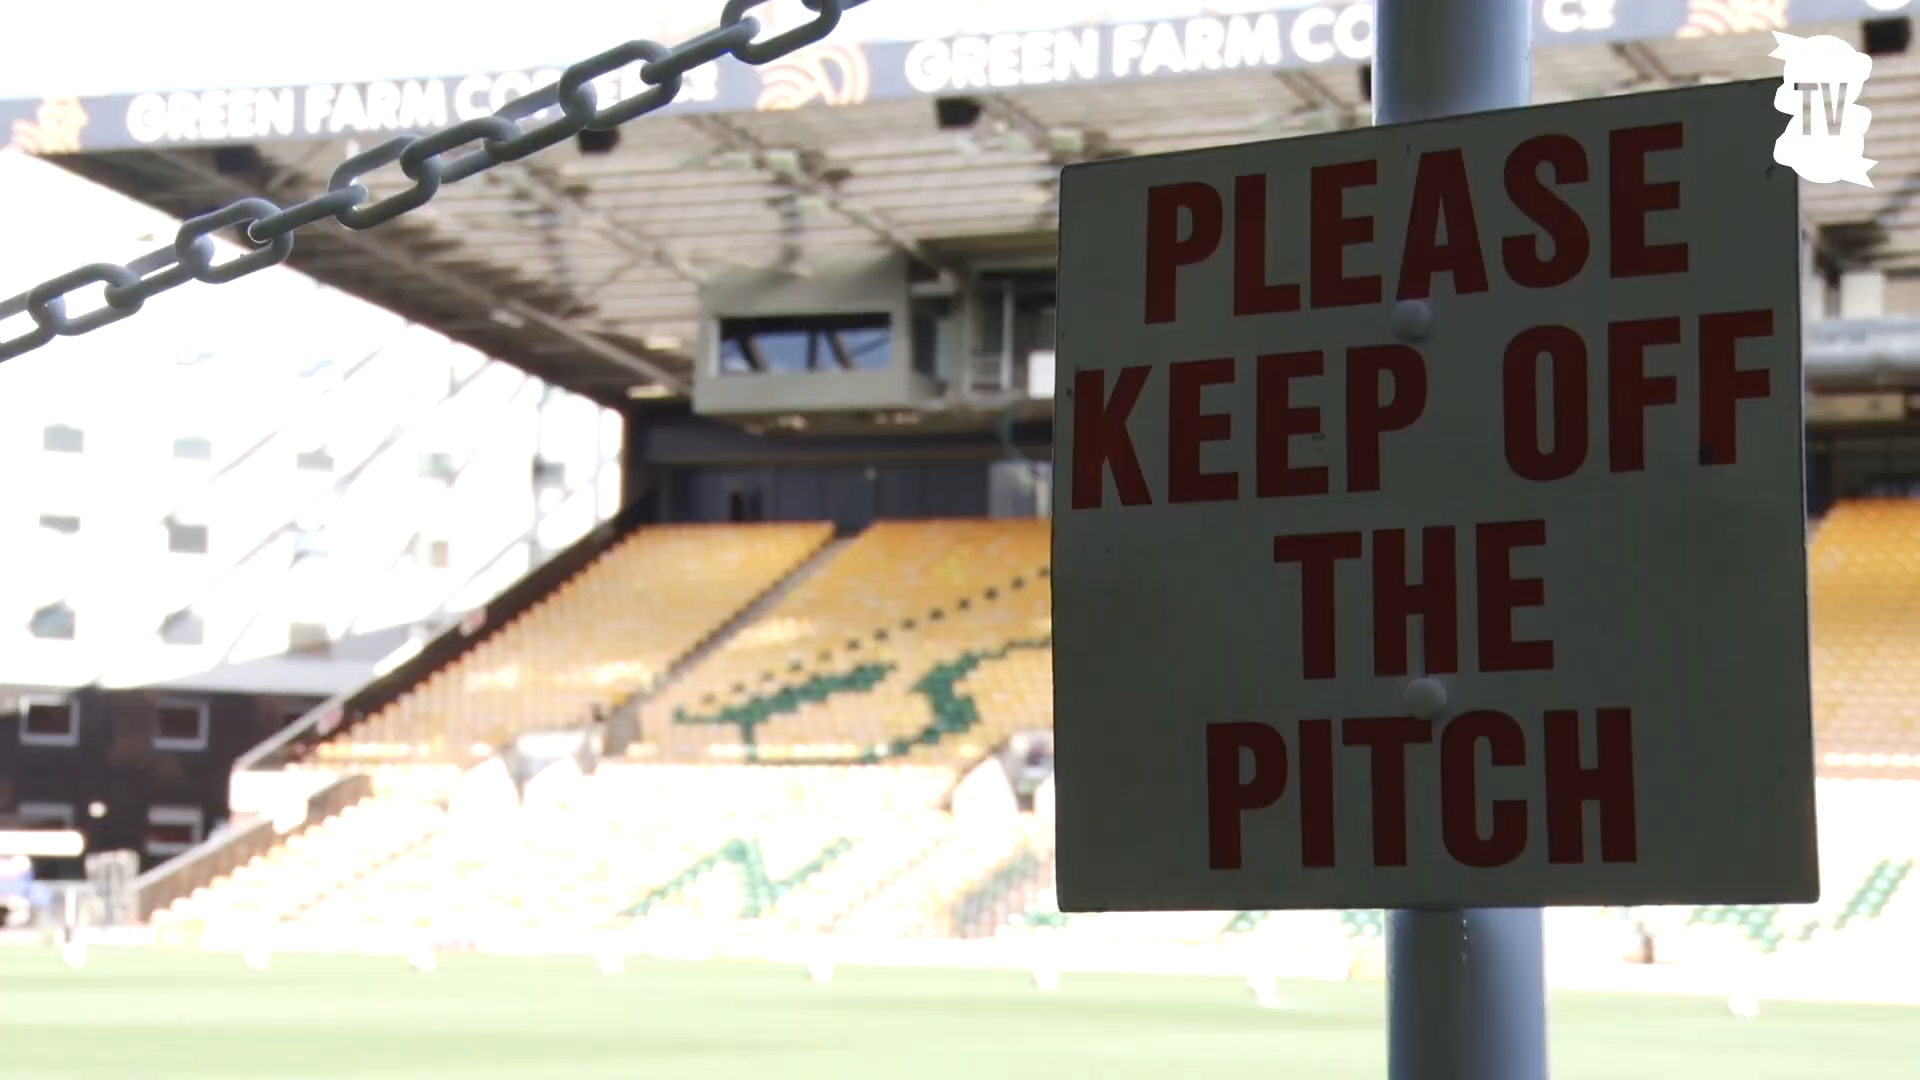 GREEN FARM CO
GREEN FARM CO
TV
PLEASE
KEEP OFF
THE
PITCH